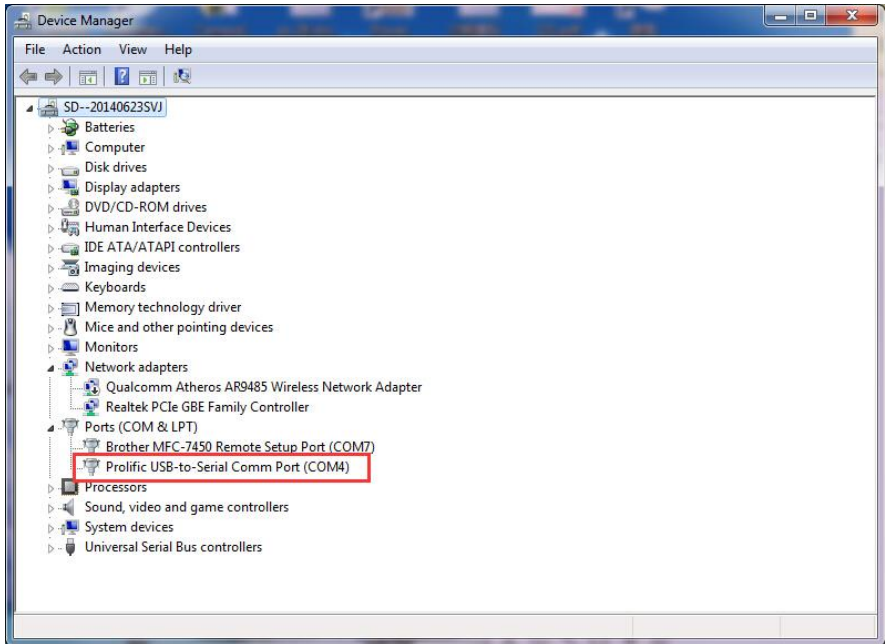 Device Manager
File Action View Help
SD--20140623SVJ
Batteries
Computer
Disk drives
Display adapters
DVD/CD-ROM drives
Human Interface Devices
IDE ATA/ATAPI controllers
Imaging devices
Keyboards
Memory technology driver
Mice and other pointing devices
Monitors
Network adapters
Qualcomm Atheros AR9485 Wireless Network Adapter
Realtek PCIe GBE Family Controller
Ports (COM & LPT)
Brother MFC-7450 Remote Setup Port (COM7)
Prolific USB-to-Serial Comm Port (COM4)
Processors
Sound, video and game controllers
System devices
Universal Serial Bus controllers